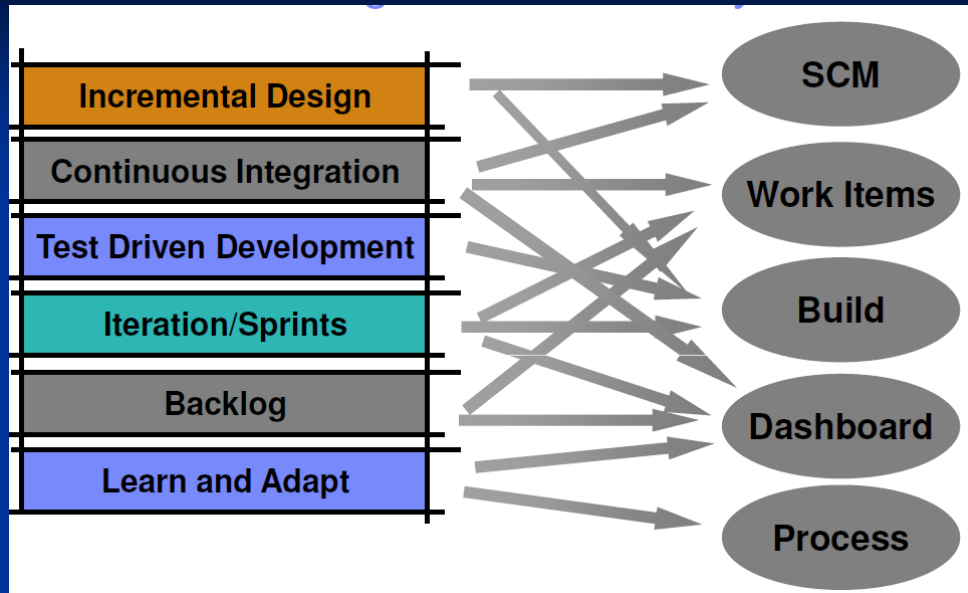 Incremental Design
Continuous Integration
Test Driven Development
Iteration/Sprints
Backlog
Learn and Adapt
SCM
Work Items
Build
Dashboard
Process